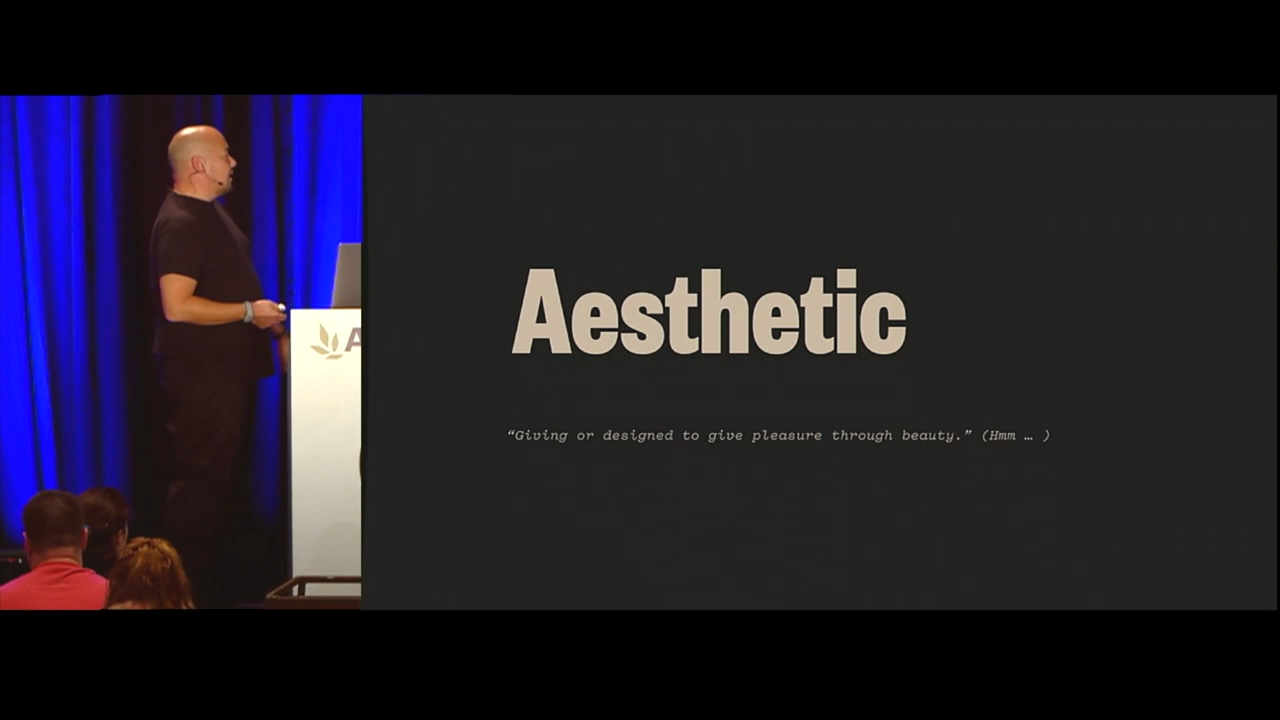 Aesthetic
“Giving or designed to give pleasure through beauty.” (Hmm … )
A